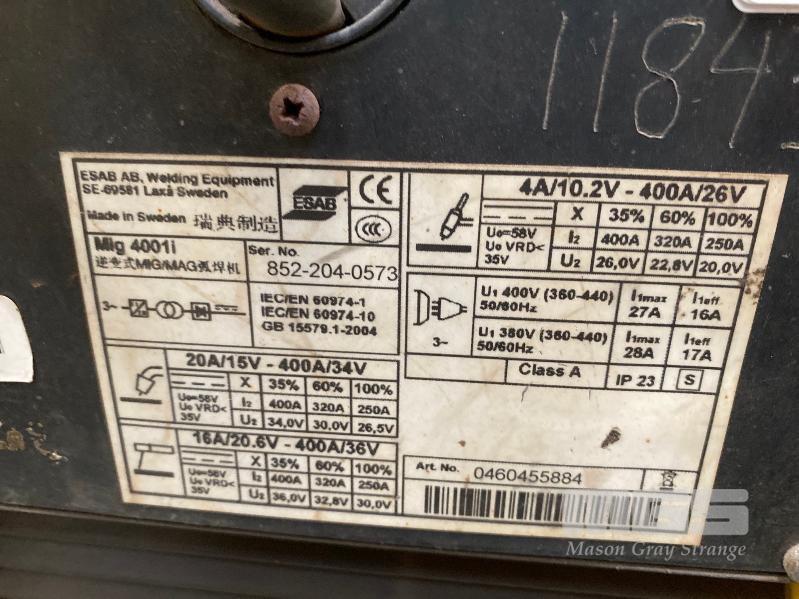 1184
ESAB AB, Welding Equipment
SE-69581 Laxå Sweden
Made in Sweden 瑞典制造
ESAB
CE
CCC
Mig 4001i
逆变式MIG/MAG弧焊机
Ser. No.
852-204-0573
3~
IEC/EN 60974-1
IEC/EN 60974-10
GB 15579.1-2004
20A/15V - 400A/34V
X 35% 60% 100%
U₀=58V
U₀ VRD<
35V
I₂ 400A 320A 250A
U₂ 34,0V 30,0V 26,5V
16A/20.6V - 400A/36V
X 35% 60% 100%
U₀=58V
U₀ VRD<
35V
I₂ 400A 320A 250A
U₂ 36,0V 32,8V 30,0V
4A/10.2V - 400A/26V
X 35% 60% 100%
U₀=58V
U₀ VRD<
35V
I₂ 400A 320A 250A
U₂ 26,0V 22,8V 20,0V
3~
U₁ 400V (360-440)
50/60Hz
I₁max
27A
I₁eff
16A
U₁ 380V (360-440)
50/60Hz
I₁max
28A
I₁eff
17A
Class A
IP 23
S
Art. No.
0460455884
Mason Gray Strange